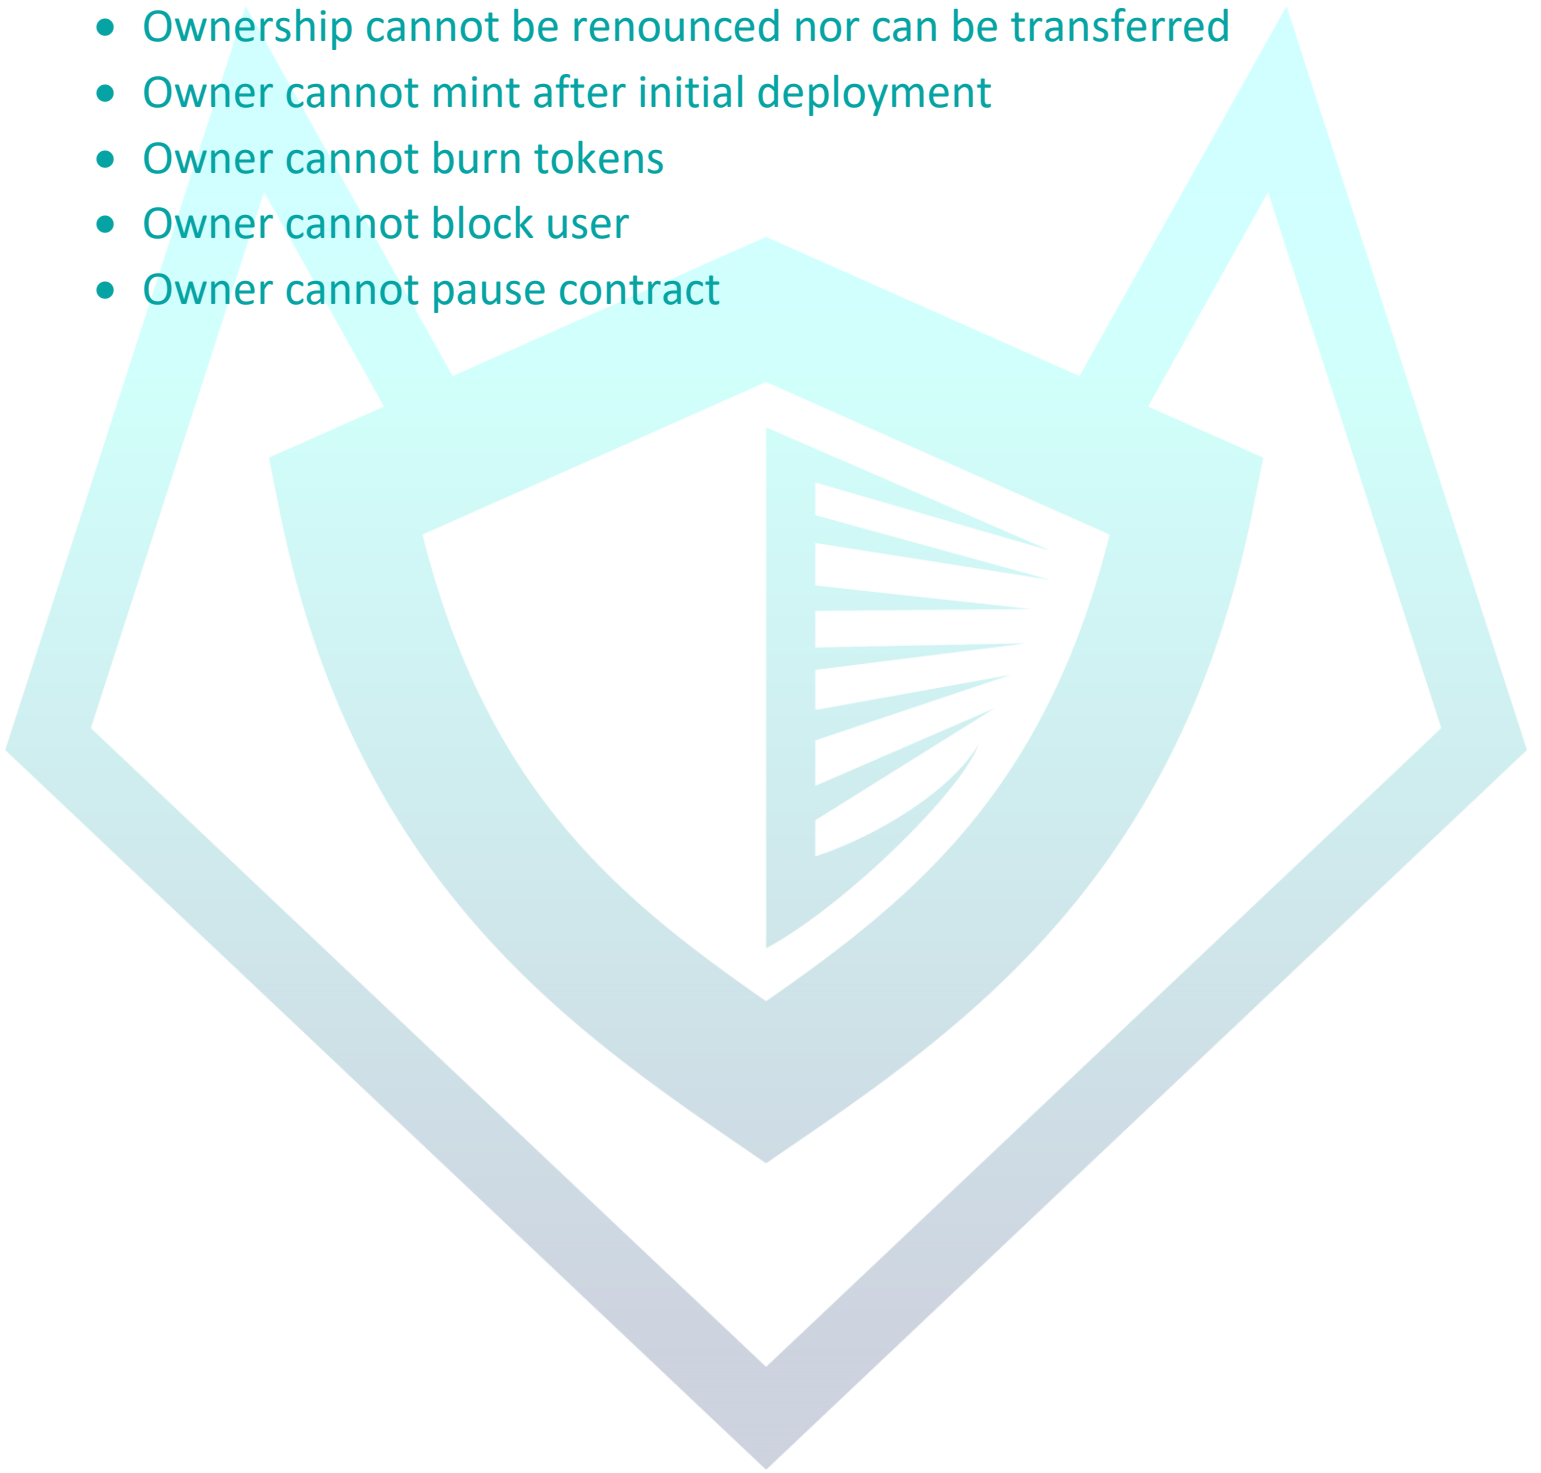 • Ownership cannot be renounced nor can be transferred
• Owner cannot mint after initial deployment
• Owner cannot burn tokens
• Owner cannot block user
• Owner cannot pause contract